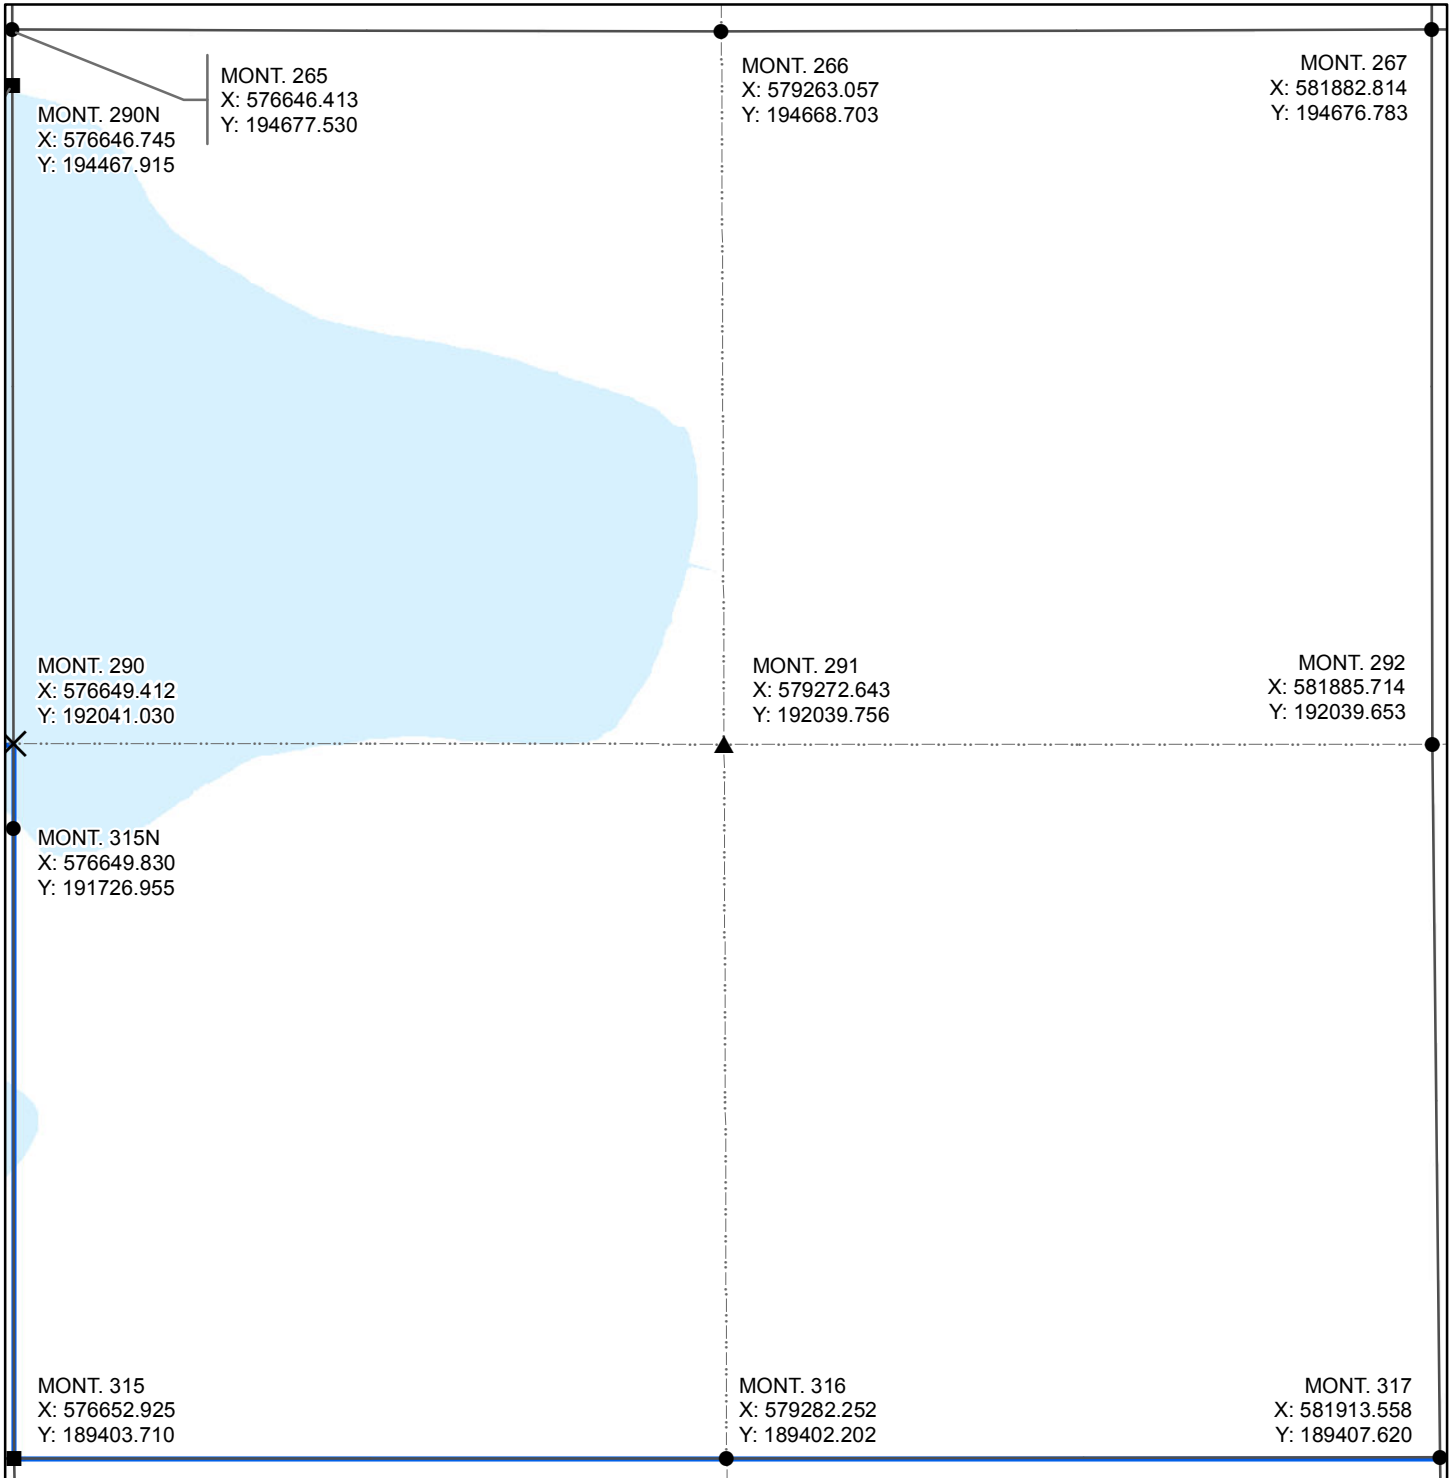 MONT. 265
X: 576646.413
Y: 194677.530
MONT. 266
X: 579263.057
Y: 194668.703
MONT. 267
X: 581882.814
Y: 194676.783
MONT. 290N
X: 576646.745
Y: 194467.915
MONT. 290
X: 576649.412
Y: 192041.030
MONT. 291
X: 579272.643
Y: 192039.756
MONT. 292
X: 581885.714
Y: 192039.653
MONT. 315N
X: 576649.830
Y: 191726.955
MONT. 315
X: 576652.925
Y: 189403.710
MONT. 316
X: 579282.252
Y: 189402.202
MONT. 317
X: 581913.558
Y: 189407.620